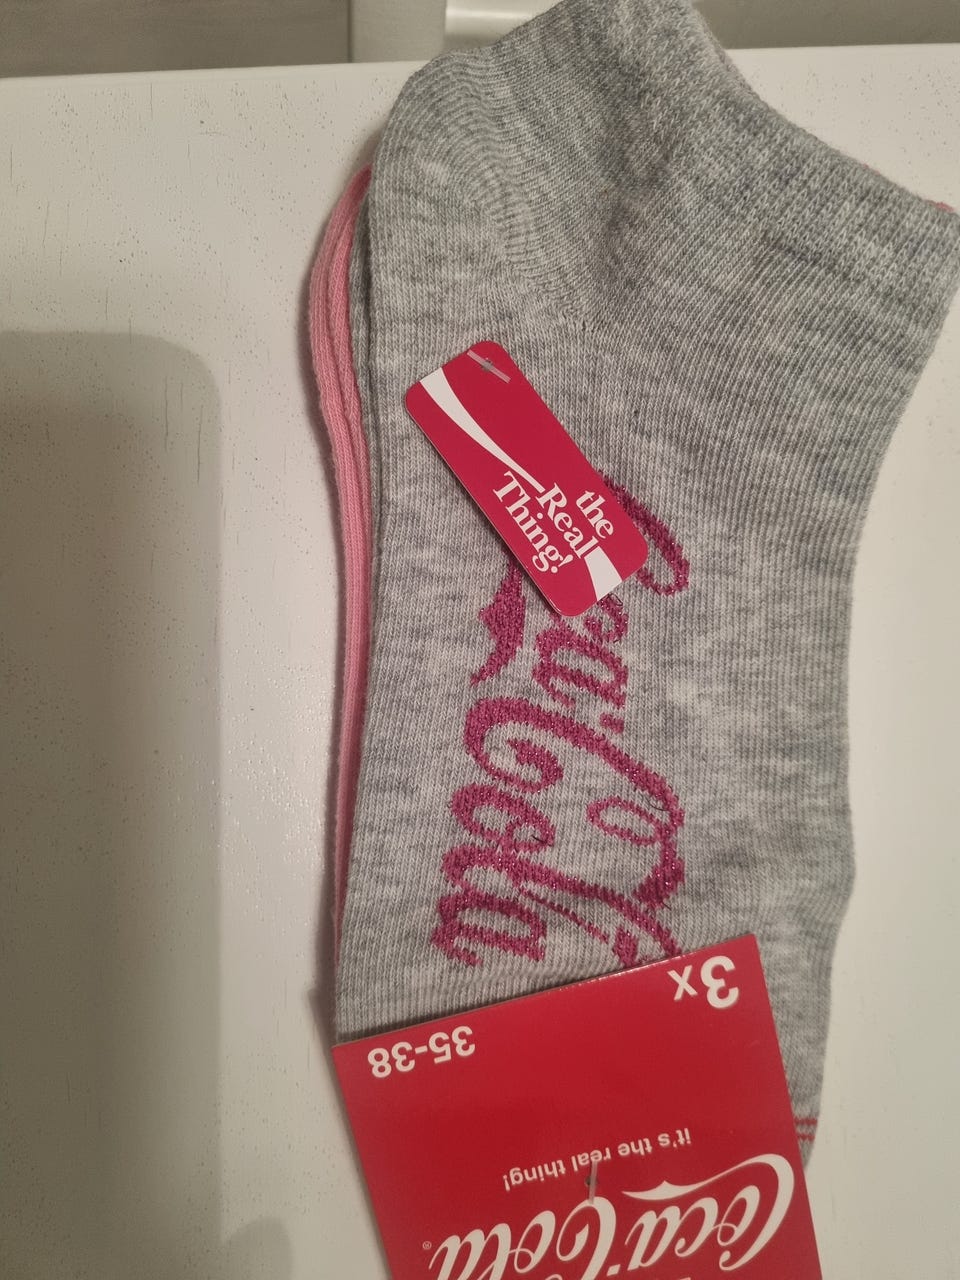 the
Real
Thing!
Coca-Cola
3x
35-38
it's the real thing!
Coca-Cola®